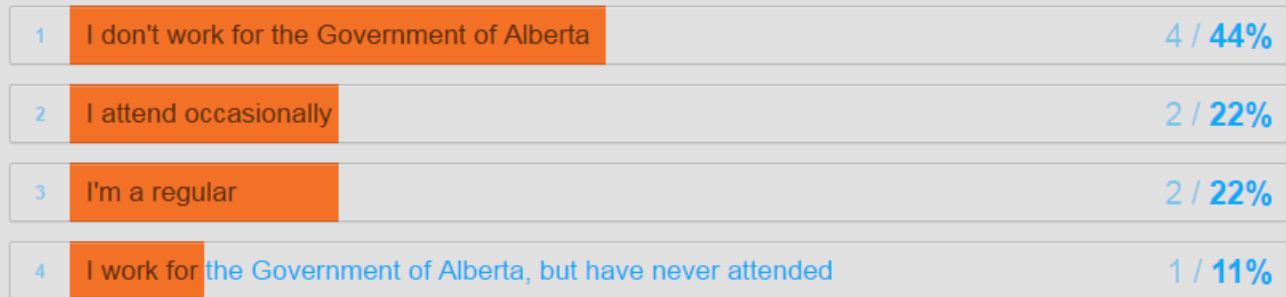 1 I don't work for the Government of Alberta 4 / 44%
2 I attend occasionally 2 / 22%
3 I'm a regular 2 / 22%
4 I work for the Government of Alberta, but have never attended 1 / 11%